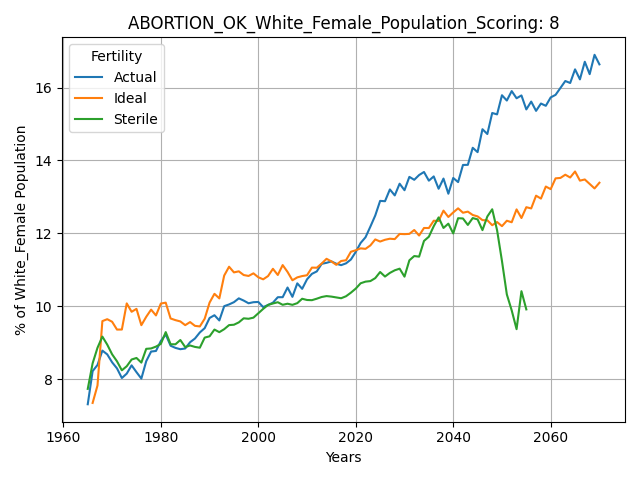 ABORTION_OK_White_Female_Population_Scoring: 8
Fertility
Actual
Ideal
Sterile
% of White_Female Population
16
14
12
10
8
1960 1980 2000 2020 2040 2060
Years